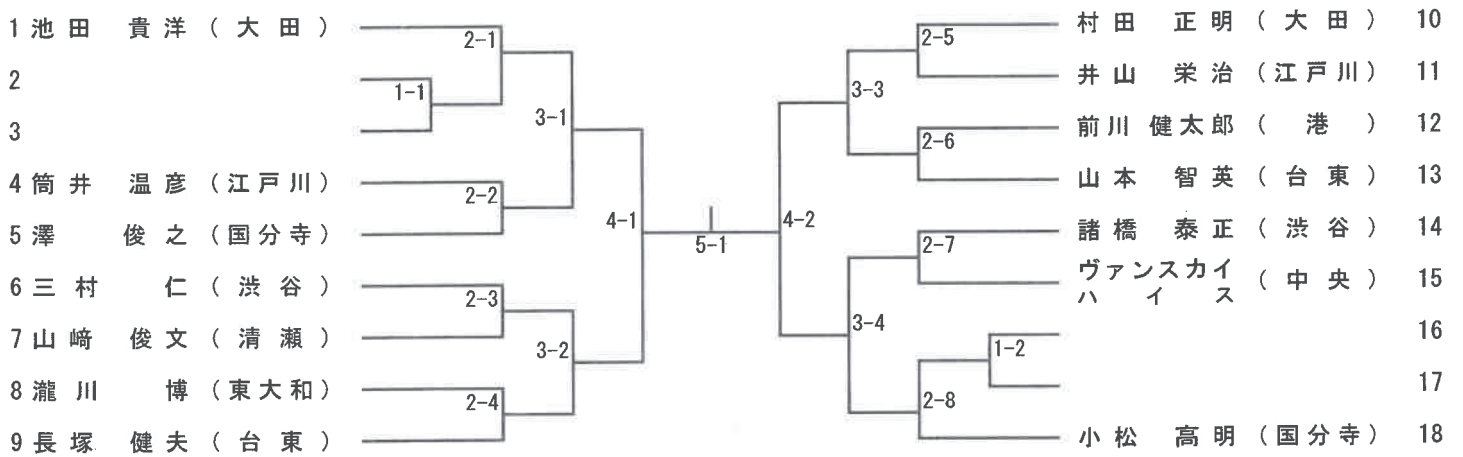 1 池田 貴洋 (大田)
2
3
4 筒井 温彦 (江戸川)
5 澤 俊之 (国分寺)
6 三村 仁 (渋谷)
7 山﨑 俊文 (清瀬)
8 瀧川 博 (東大和)
9 長塚 健夫 (台東)
2-1
1-1
3-1
2-2
4-1
2-3
3-2
2-4
5-1
2-5
3-3
2-6
4-2
2-7
3-4
1-2
2-8
村田 正明 (大田) 10
井山 栄治 (江戸川) 11
前川 健太郎 (港) 12
山本 智英 (台東) 13
諸橋 泰正 (渋谷) 14
ヴァンスカイ
ハイス (中央) 15
16
17
小松 高明 (国分寺) 18